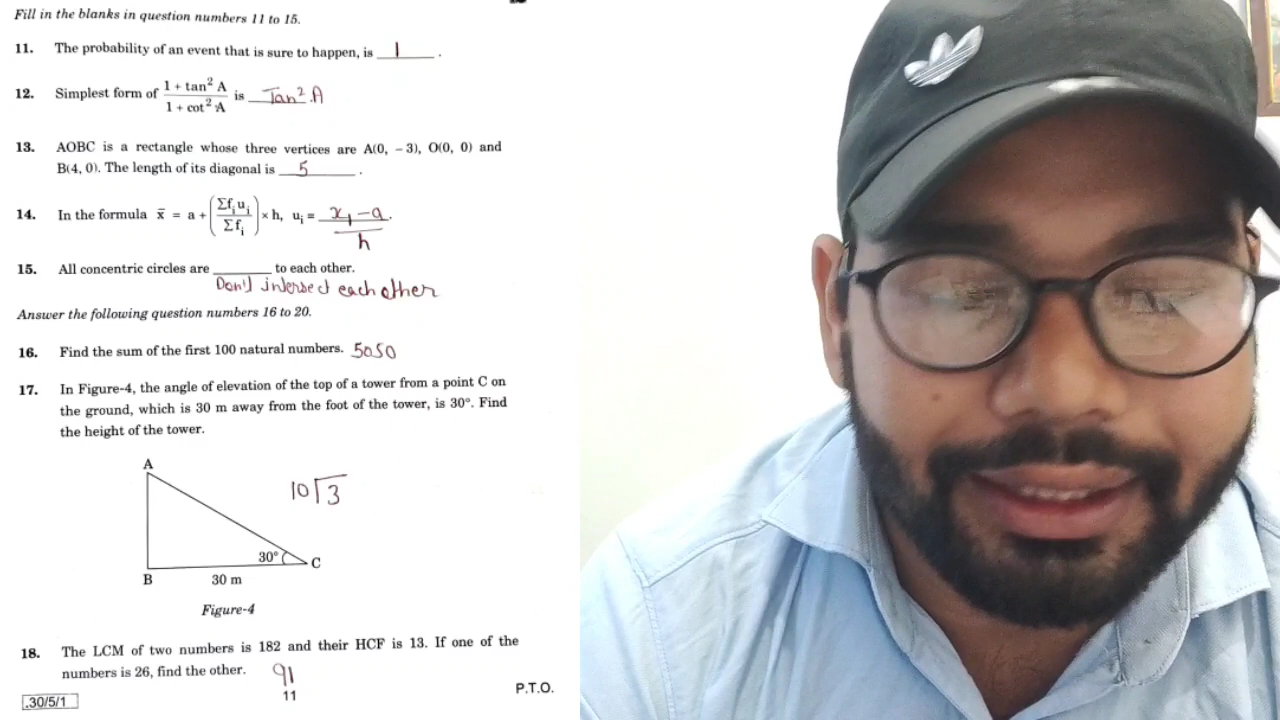 Fill in the blanks in question numbers 11 to 15.
11. The probability of an event that is sure to happen, is 1 .
12. Simplest form of (1 + tan² A)/(1 + cot² A) is Tan² A
13. AOBC is a rectangle whose three vertices are A(0, – 3), O(0, 0) and
B(4, 0). The length of its diagonal is 5 .
14. In the formula x̄ = a + (Σfᵢuᵢ/Σfᵢ) × h, uᵢ = (x₁ – a)/h .
15. All concentric circles are ______ to each other.
Don't intersect each other
Answer the following question numbers 16 to 20.
16. Find the sum of the first 100 natural numbers. 5050
17. In Figure-4, the angle of elevation of the top of a tower from a point C on
the ground, which is 30 m away from the foot of the tower, is 30°. Find
the height of the tower.
A
10√3
30°
C
B
30 m
Figure-4
18. The LCM of two numbers is 182 and their HCF is 13. If one of the
numbers is 26, find the other. 91
.30/5/1
11
P.T.O.